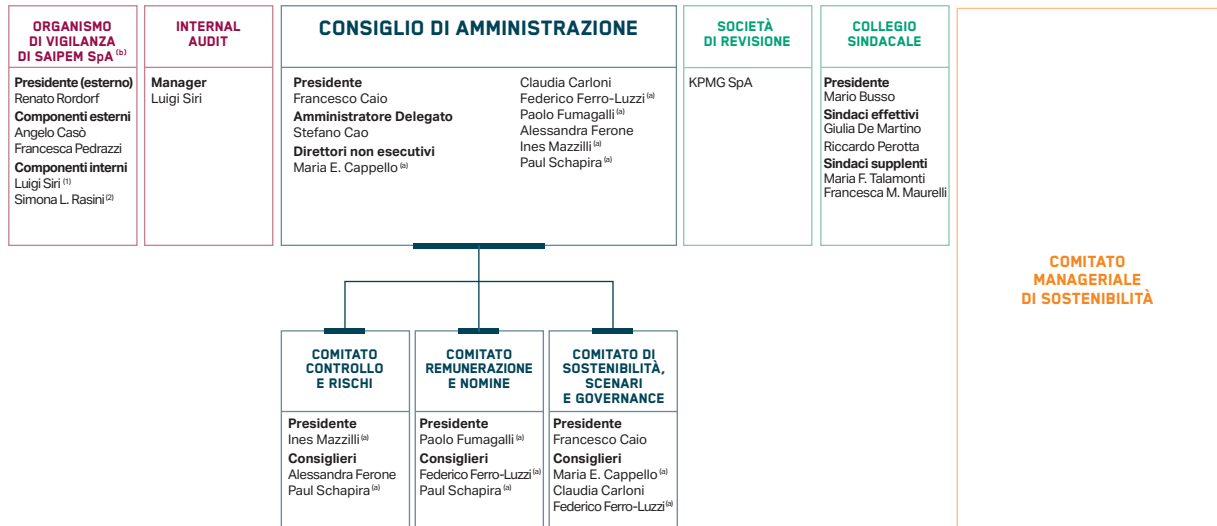 ORGANISMO
DI VIGILANZA
DI SAIPEM SpA (b)
Presidente (esterno)
Renato Rordorf
Componenti esterni
Angelo Casò
Francesca Pedrazzi
Componenti interni
Luigi Siri (1)
Simona L. Rasini (2)
INTERNAL
AUDIT
Manager
Luigi Siri
CONSIGLIO DI AMMINISTRAZIONE
Presidente
Francesco Caio
Amministratore Delegato
Stefano Cao
Direttori non esecutivi
Maria E. Cappello (a)
Claudia Carloni
Federico Ferro-Luzzi (a)
Paolo Fumagalli (a)
Alessandra Ferone
Ines Mazzilli (a)
Paul Schapira (a)
SOCIETÀ
DI REVISIONE
KPMG SpA
COLLEGIO
SINDACALE
Presidente
Mario Busso
Sindaci effettivi
Giulia De Martino
Riccardo Perotta
Sindaci supplenti
Maria F. Talamonti
Francesca M. Maurelli
COMITATO
MANAGERIALE
DI SOSTENIBILITÀ
COMITATO
CONTROLLO
E RISCHI
Presidente
Ines Mazzilli (a)
Consiglieri
Alessandra Ferone
Paul Schapira (a)
COMITATO
REMUNERAZIONE
E NOMINE
Presidente
Paolo Fumagalli (a)
Consiglieri
Federico Ferro-Luzzi (a)
Paul Schapira (a)
COMITATO DI
SOSTENIBILITÀ,
SCENARI
E GOVERNANCE
Presidente
Francesco Caio
Consiglieri
Maria E. Cappello (a)
Claudia Carloni
Federico Ferro-Luzzi (a)